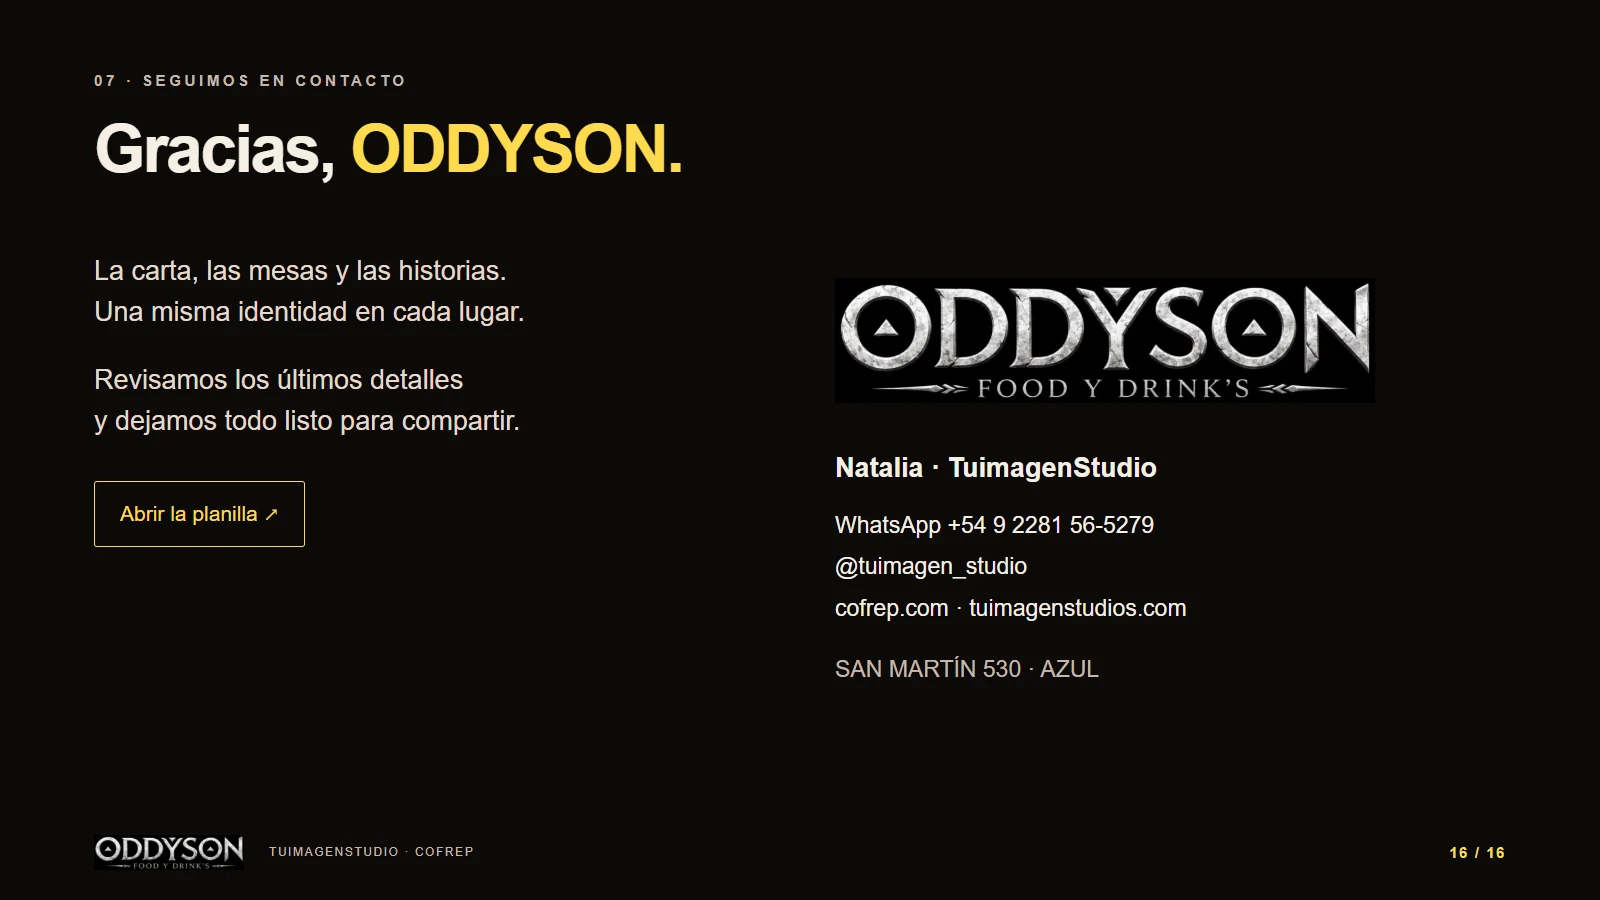 07 · SEGUIMOS EN CONTACTO
Gracias, ODDYSON.
La carta, las mesas y las historias.
Una misma identidad en cada lugar.
Revisamos los últimos detalles
y dejamos todo listo para compartir.
Abrir la planilla ↗
ODDYSON
FOOD Y DRINK'S
Natalia · TuimagenStudio
WhatsApp +54 9 2281 56-5279
@tuimagen_studio
cofrep.com · tuimagenstudios.com
SAN MARTÍN 530 · AZUL
ODDYSON
FOOD Y DRINK'S
TUIMAGENSTUDIO · COFREP
16 / 16